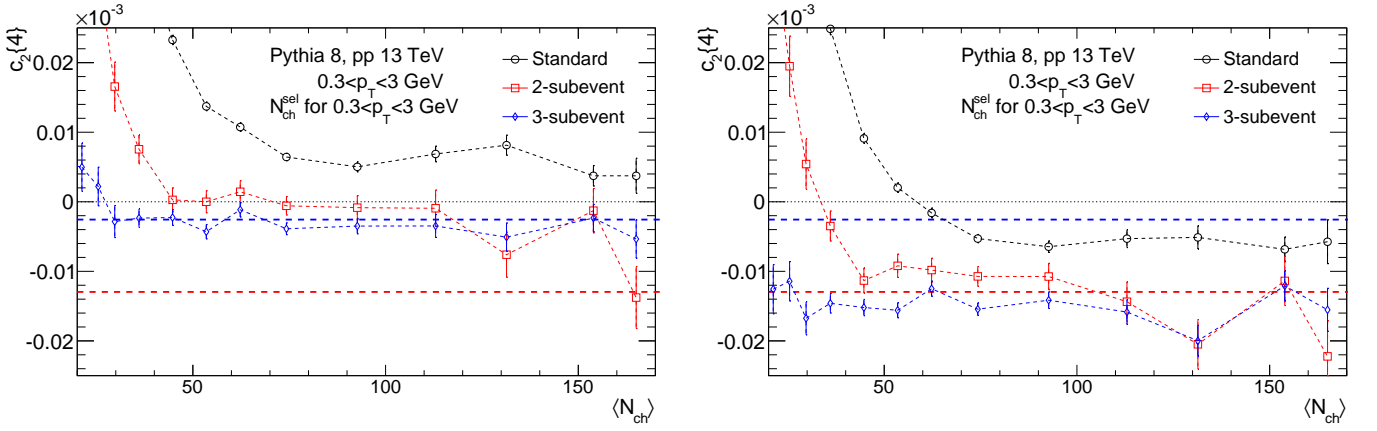 ×10⁻³
c₂{4}
Pythia 8, pp 13 TeV
0.3<p_T<3 GeV
N_ch^sel for 0.3<p_T<3 GeV
Standard
2-subevent
3-subevent
0.02
0.01
0
-0.01
-0.02
50 100 150
⟨N_ch⟩
×10⁻³
c₂{4}
Pythia 8, pp 13 TeV
0.3<p_T<3 GeV
N_ch^sel for 0.3<p_T<3 GeV
Standard
2-subevent
3-subevent
0.02
0.01
0
-0.01
-0.02
50 100 150
⟨N_ch⟩